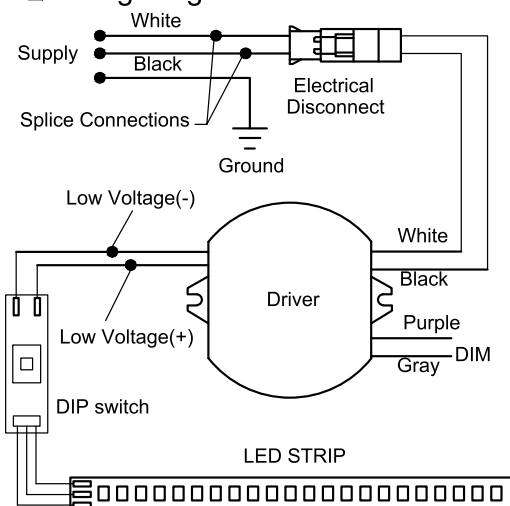 White
Supply
Black
Electrical
Disconnect
Splice Connections
Ground
Low Voltage(-)
White
Driver
Black
Purple
Low Voltage(+)
DIM
Gray
DIP switch
LED STRIP